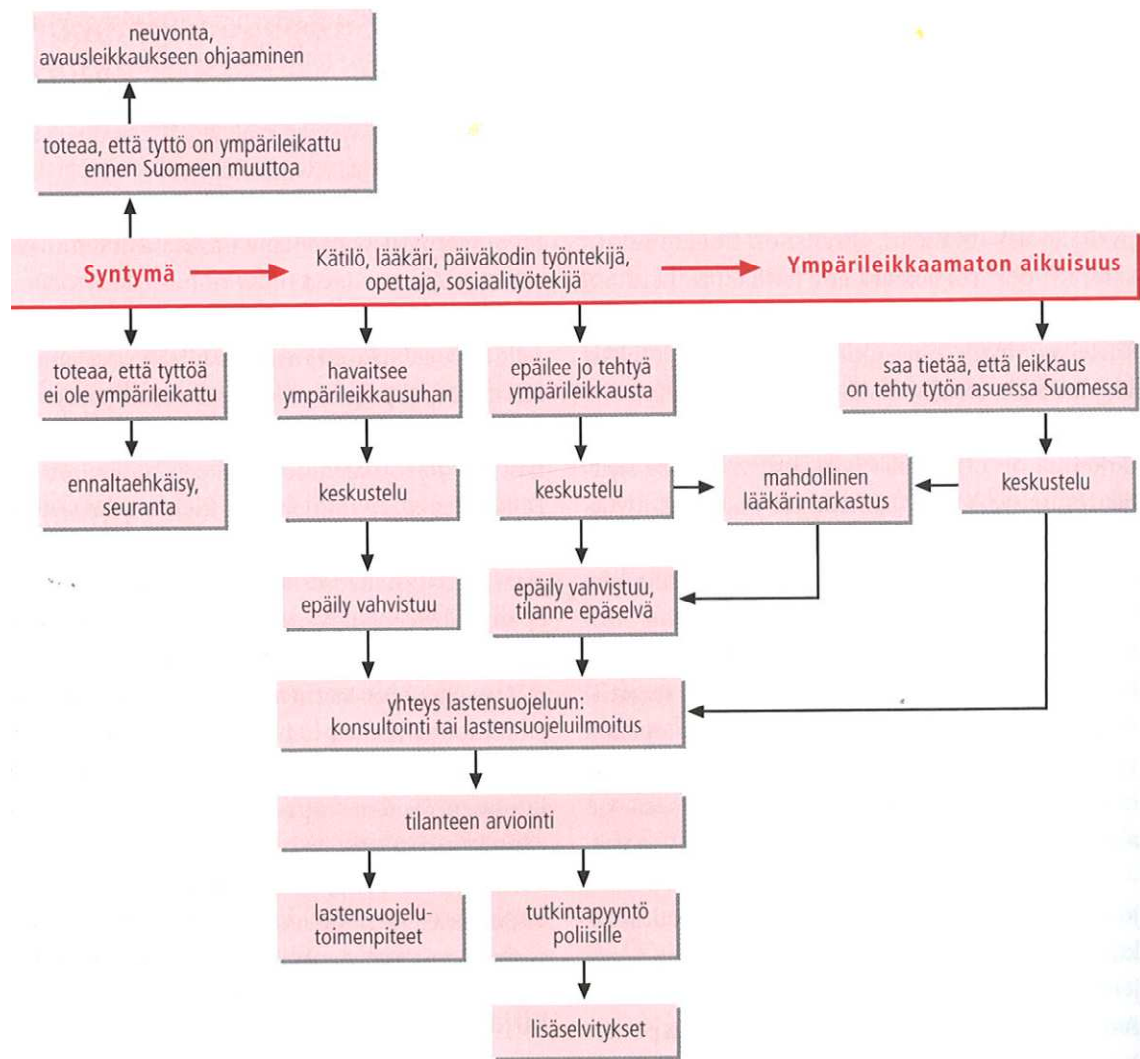 neuvonta,
avausleikkaukseen ohjaaminen
toteaa, että tyttö on ympärileikattu
ennen Suomeen muuttoa
Syntymä
Kätilö, lääkäri, päiväkodin työntekijä,
opettaja, sosiaalityötekijä
Ympärileikkaamaton aikuisuus
toteaa, että tyttöä
ei ole ympärileikattu
havaitsee
ympärileikkausuhan
epäilee jo tehtyä
ympärileikkausta
saa tietää, että leikkaus
on tehty tytön asuessa Suomessa
ennaltaehkäisy,
seuranta
keskustelu
keskustelu
mahdollinen
lääkärintarkastus
keskustelu
epäily vahvistuu
epäily vahvistuu,
tilanne epäselvä
yhteys lastensuojeluun:
konsultointi tai lastensuojeluilmoitus
tilanteen arviointi
lastensuojelu-
toimenpiteet
tutkintapyyntö
poliisille
lisäselvitykset